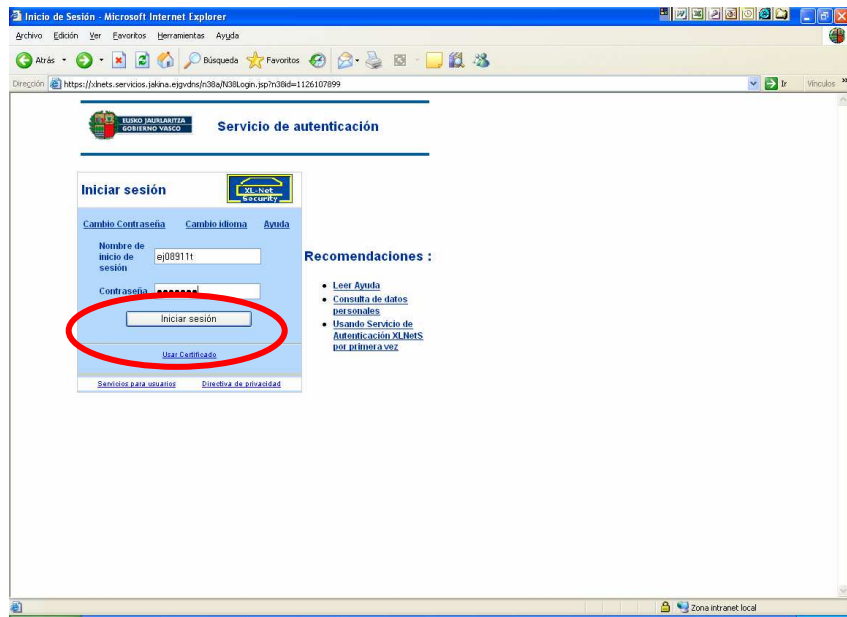 Inicio de Sesión - Microsoft Internet Explorer
Archivo Edición Ver Favoritos Herramientas Ayuda
Atrás Búsqueda Favoritos
Dirección https://xlnets.servicios.jakina.ejgvdns/n38a/N38Login.jsp?n38id=1126107899 Ir Vínculos »
EUSKO JAURLARITZA
GOBIERNO VASCO
Servicio de autenticación
Iniciar sesión
XL-Net
Security
Cambio Contraseña Cambio idioma Ayuda
Nombre de
inicio de
sesión
ej08911t
Contraseña
Iniciar sesión
Usar Certificado
Servicios para usuarios Directiva de privacidad
Recomendaciones :
Leer Ayuda
Consulta de datos
personales
Usando Servicio de
Autenticación XLNetS
por primera vez
Zona intranet local